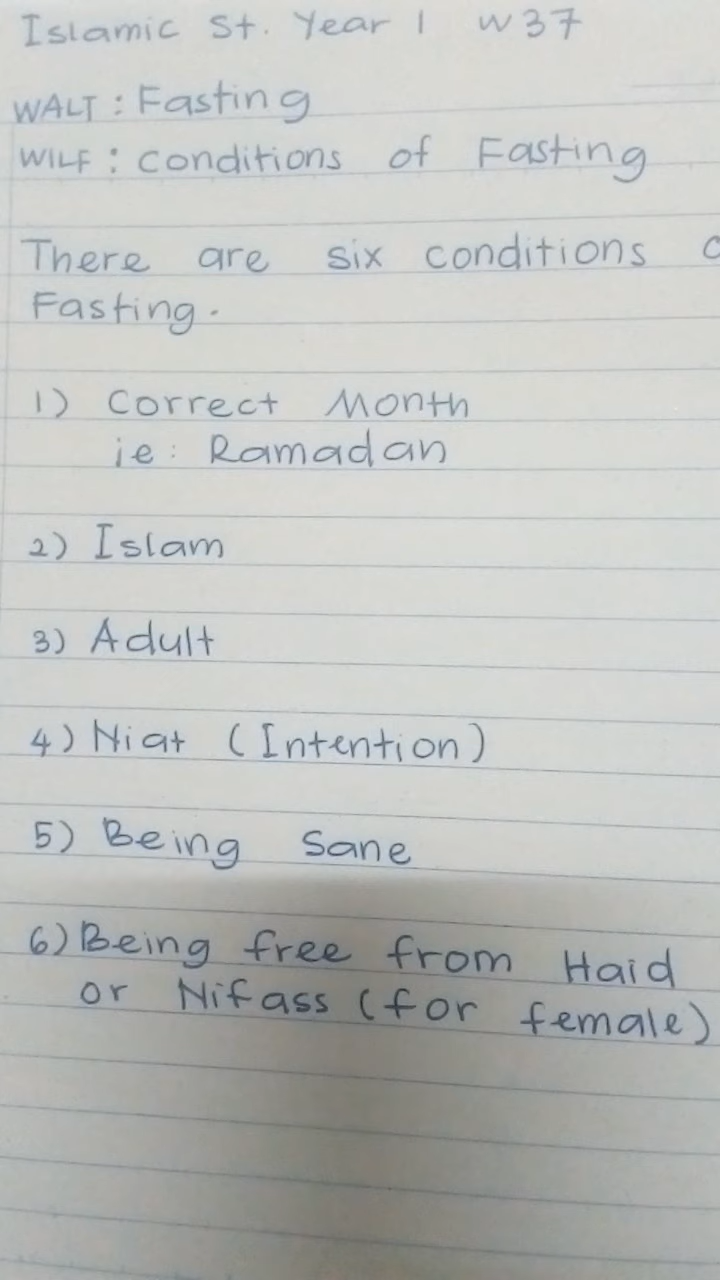 Islamic St. Year 1 W37
WALT : Fasting
WILF : Conditions of Fasting
There are six conditions
Fasting.
1) Correct Month
ie : Ramadan
2) Islam
3) Adult
4) Niat (Intention)
5) Being Sane
6) Being free from Haid
or Nifass (for female)